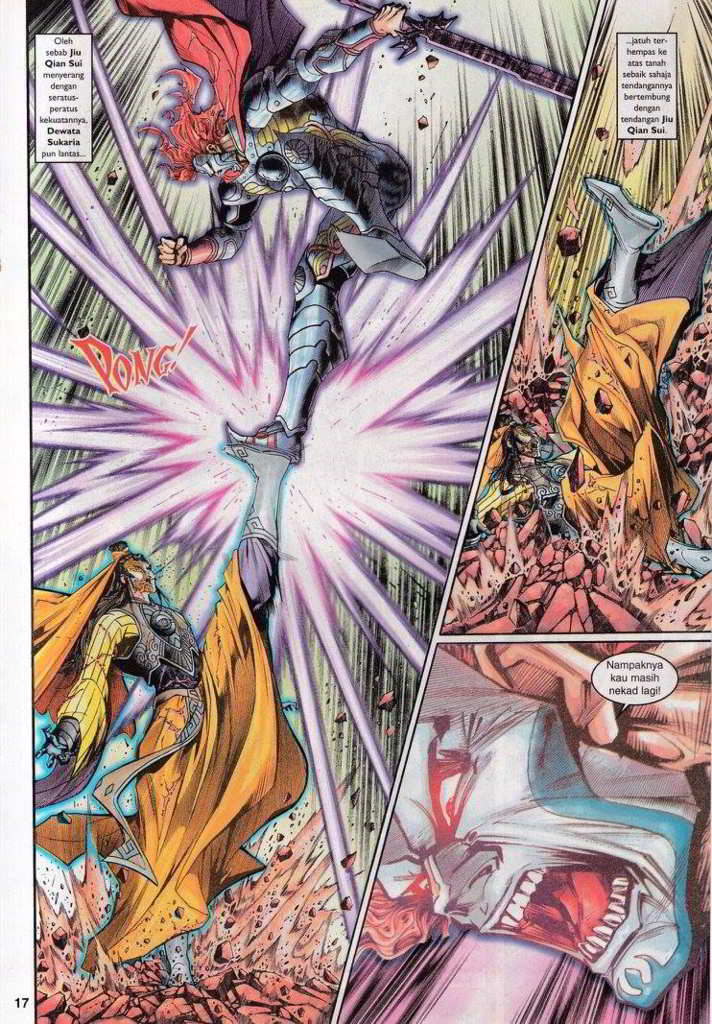 Oleh
sebab Jiu
Qian Sui
menyerang
dengan
seratus-
peratus
kekuatannya,
Dewata
Sukaria
pun lantas...
PONG!
...jatuh ter-
hempas ke
atas tanah
sebaik sahaja
tendangannya
bertembung
dengan
tendangan Jiu
Qian Sui.
Nampaknya
kau masih
nekad lagi!
17